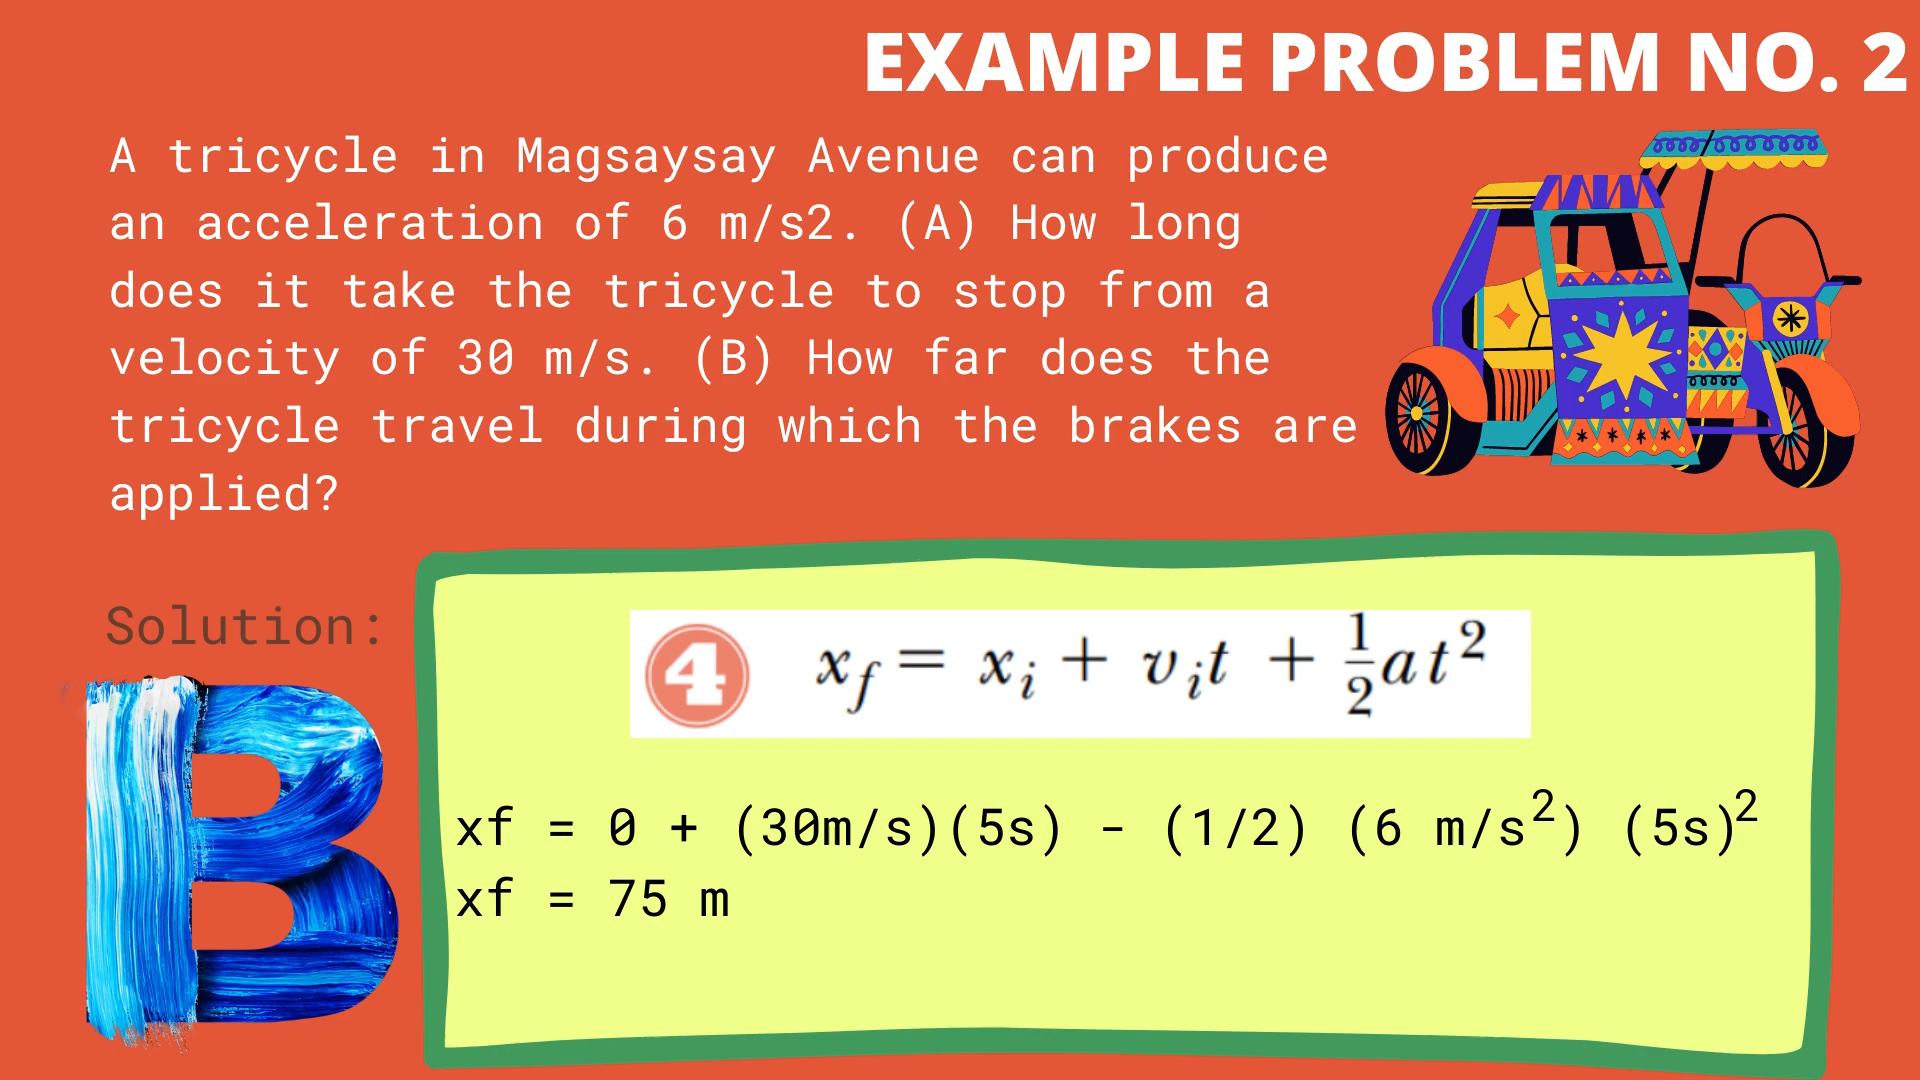 EXAMPLE PROBLEM NO. 2
A tricycle in Magsaysay Avenue can produce
an acceleration of 6 m/s2. (A) How long
does it take the tricycle to stop from a
velocity of 30 m/s. (B) How far does the
tricycle travel during which the brakes are
applied?
Solution:
B
4 x_f = x_i + v_i t + ½at²
xf = 0 + (30m/s)(5s) - (1/2) (6 m/s²) (5s)²
xf = 75 m